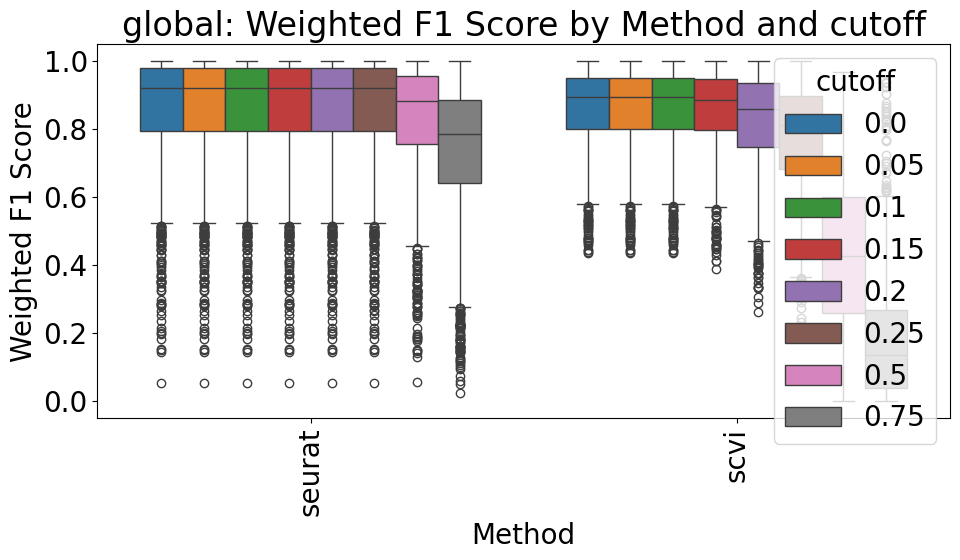 global: Weighted F1 Score by Method and cutoff
Weighted F1 Score
1.0
0.8
0.6
0.4
0.2
0.0
seurat
scvi
Method
cutoff
0.0
0.05
0.1
0.15
0.2
0.25
0.5
0.75